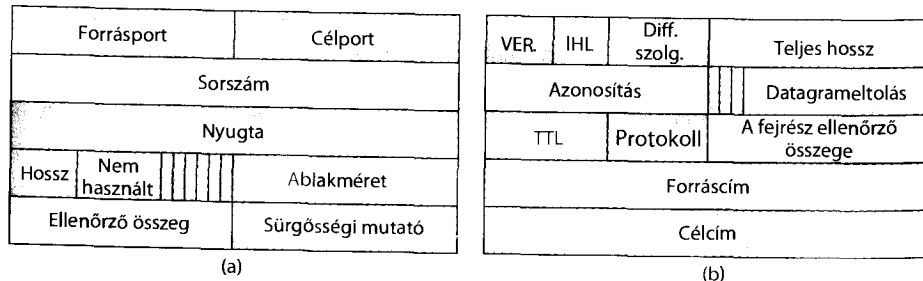 Forrásport Célport
Sorszám
Nyugta
Hossz Nem használt Ablakméret
Ellenőrző összeg Sürgősségi mutató
(a)
VER. IHL Diff. szolg. Teljes hossz
Azonosítás Datagrameltolás
TTL Protokoll A fejrész ellenőrző összege
Forráscím
Célcím
(b)